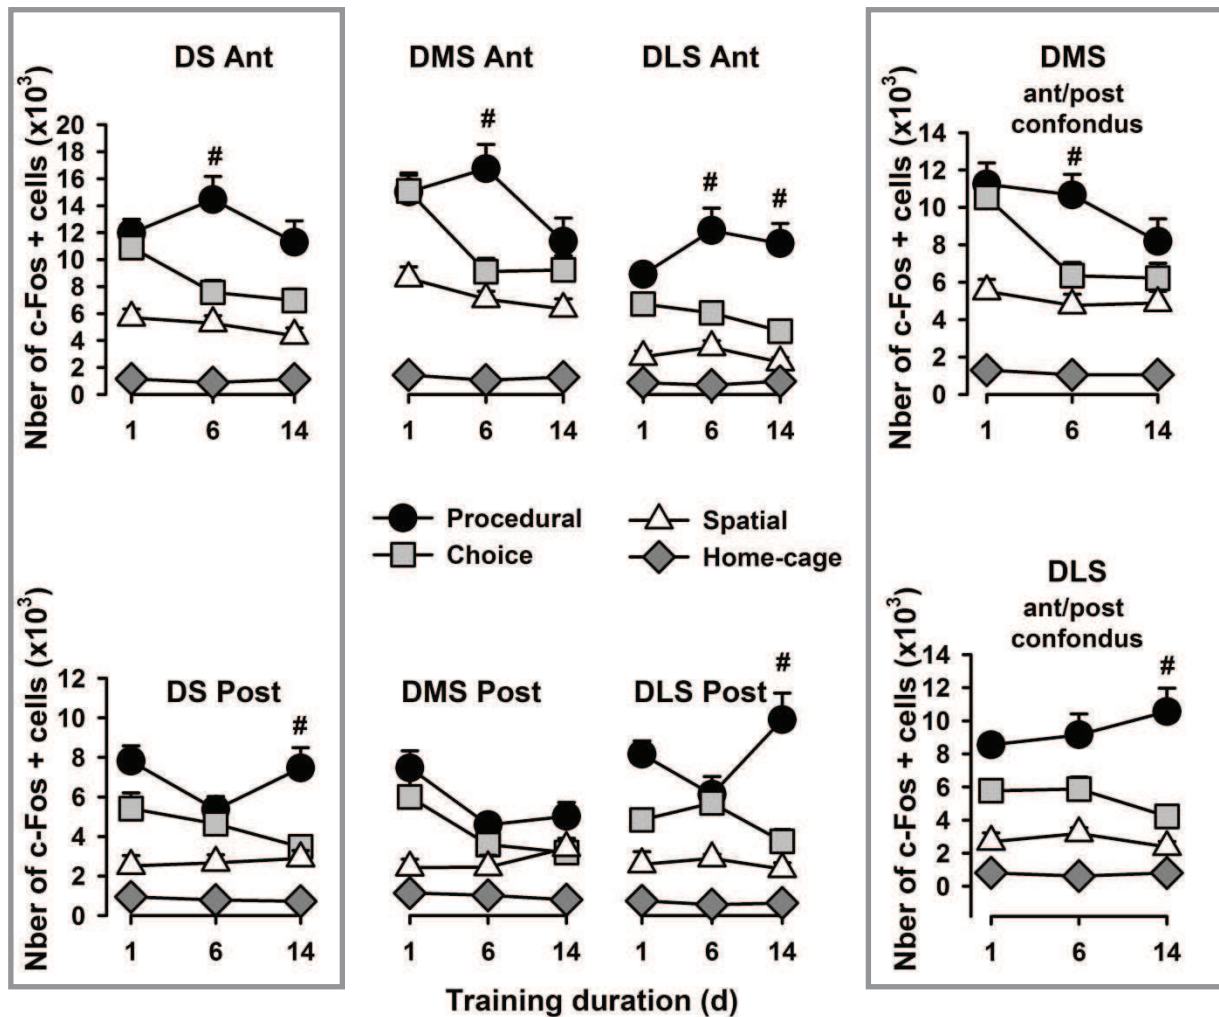 DS Ant
Nber of c-Fos + cells (x10³)
20
18
16
14
12
10
8
6
4
2
0
#
1 6 14
DMS Ant
#
1 6 14
DLS Ant
# #
1 6 14
DMS
ant/post
confondus
Nber of c-Fos + cells (x10³)
14
12
10
8
6
4
2
0
#
1 6 14
Procedural
Choice
Spatial
Home-cage
DS Post
Nber of c-Fos + cells (x10³)
12
10
8
6
4
2
0
#
1 6 14
DMS Post
1 6 14
DLS Post
#
1 6 14
DLS
ant/post
confondus
Nber of c-Fos + cells (x10³)
14
12
10
8
6
4
2
0
#
1 6 14
Training duration (d)